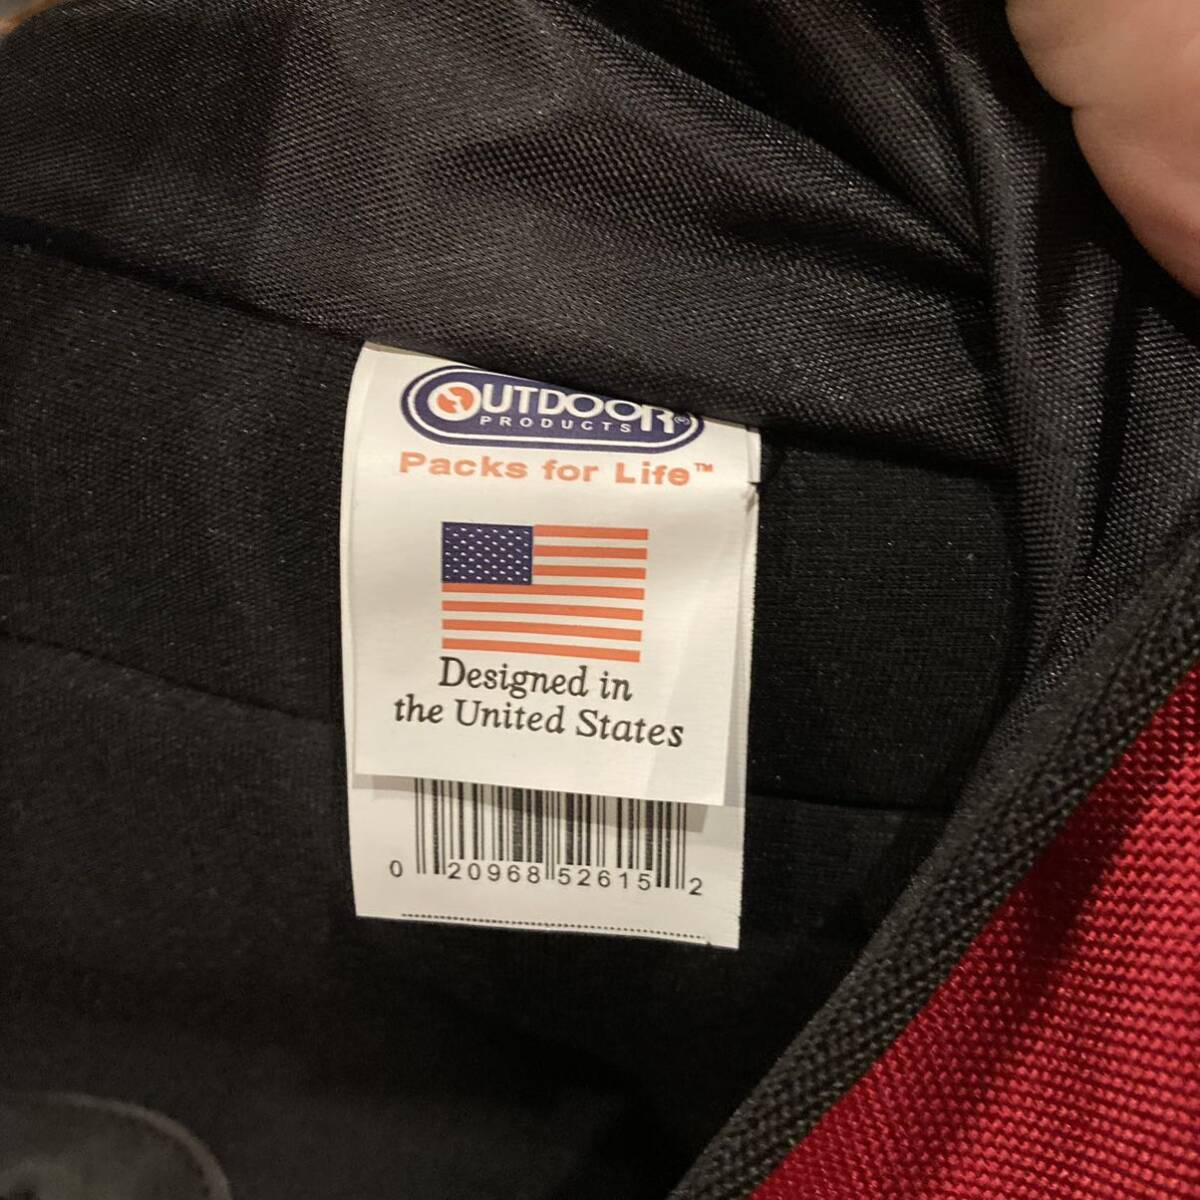 OUTDOOR®
PRODUCTS
Packs for Life™
Designed in
the United States
0 20968 52615 2